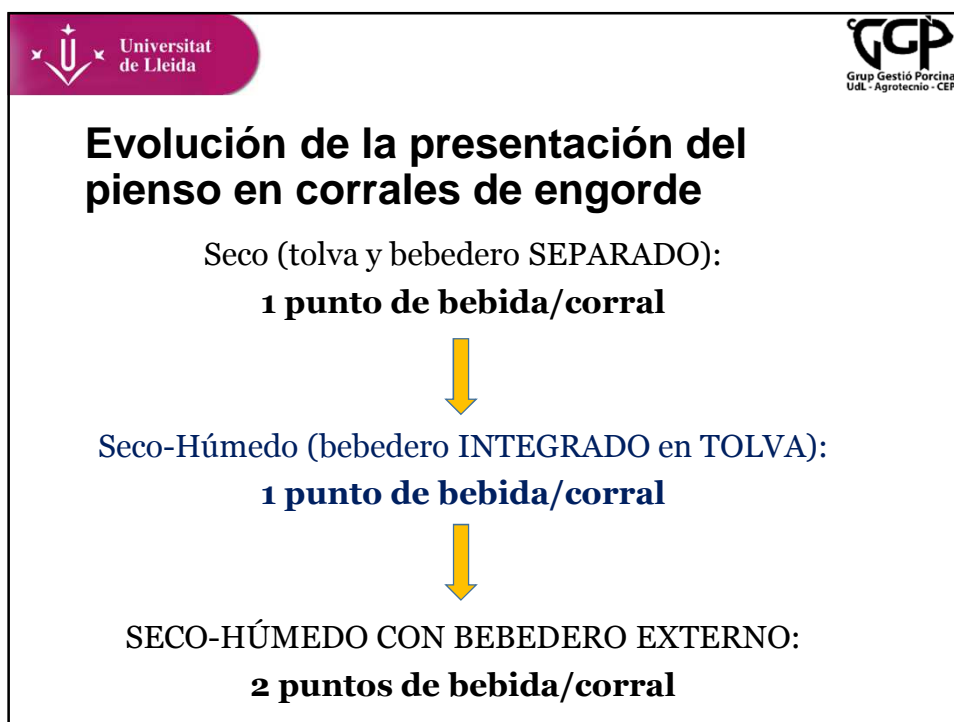 Universitat
de Lleida
GGP
Grup Gestió Porcina
UdL - Agrotecnio - CEP
Evolución de la presentación del
pienso en corrales de engorde
Seco (tolva y bebedero SEPARADO):
1 punto de bebida/corral
Seco-Húmedo (bebedero INTEGRADO en TOLVA):
1 punto de bebida/corral
SECO-HÚMEDO CON BEBEDERO EXTERNO:
2 puntos de bebida/corral